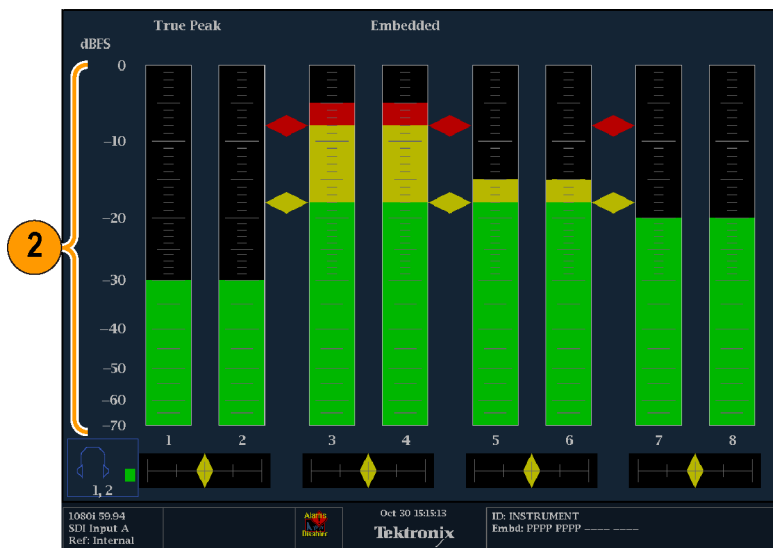 True Peak Embedded
dBFS
0
-10
2
-20
-30
-40
-50
-60
-70
1 2 3 4 5 6 7 8
1, 2
1080i 59.94
SDI Input A
Ref: Internal
Alarms
Disabled
Oct 30 15:15:13
Tektronix
ID: INSTRUMENT
Embd: PPPP PPPP ---- ----